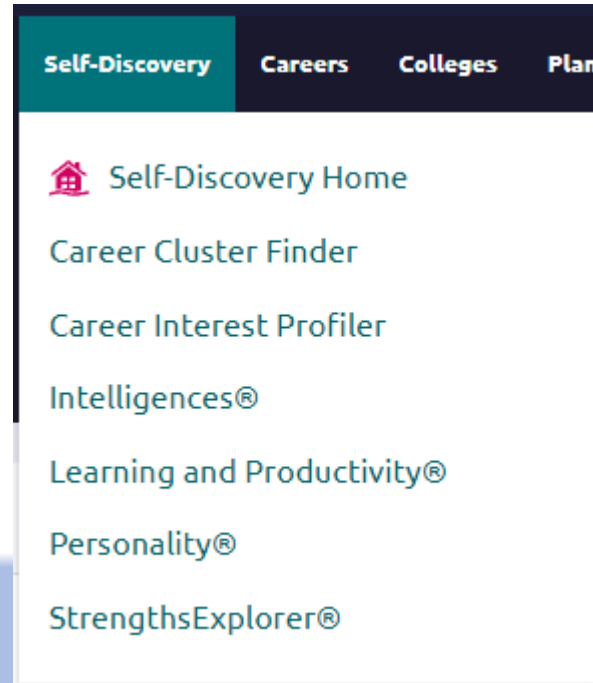 Self-Discovery Careers Colleges Plan
Self-Discovery Home
Career Cluster Finder
Career Interest Profiler
Intelligences®
Learning and Productivity®
Personality®
StrengthsExplorer®